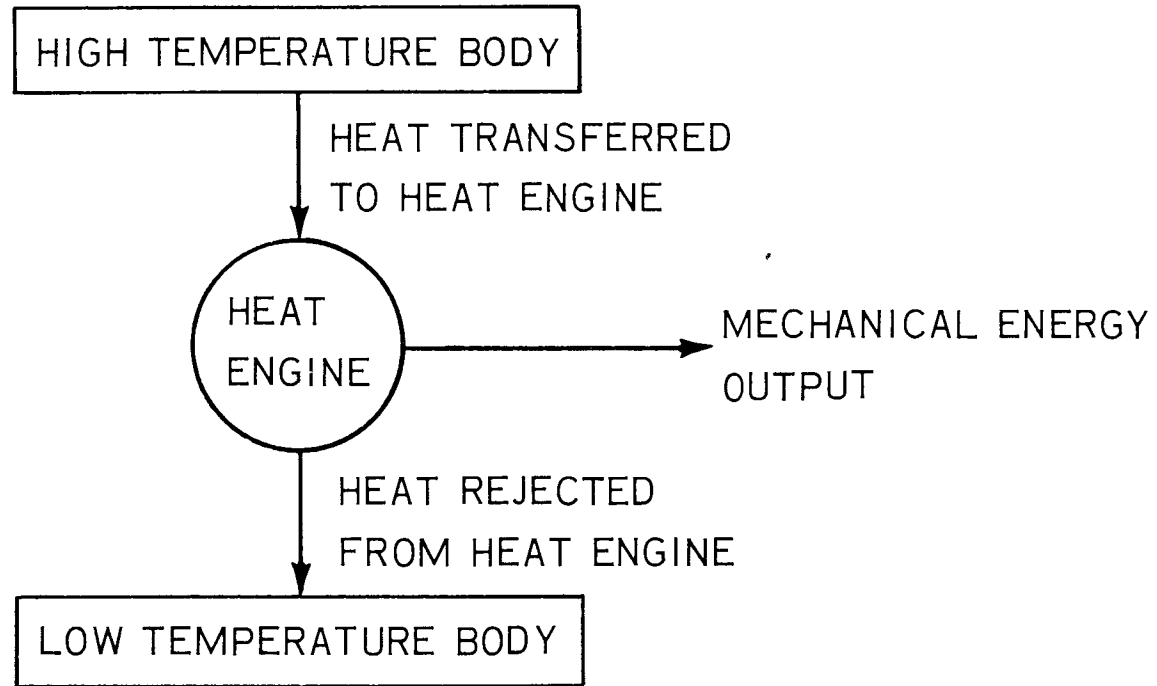 HIGH TEMPERATURE BODY
HEAT TRANSFERRED
TO HEAT ENGINE
HEAT
ENGINE
MECHANICAL ENERGY
OUTPUT
HEAT REJECTED
FROM HEAT ENGINE
LOW TEMPERATURE BODY